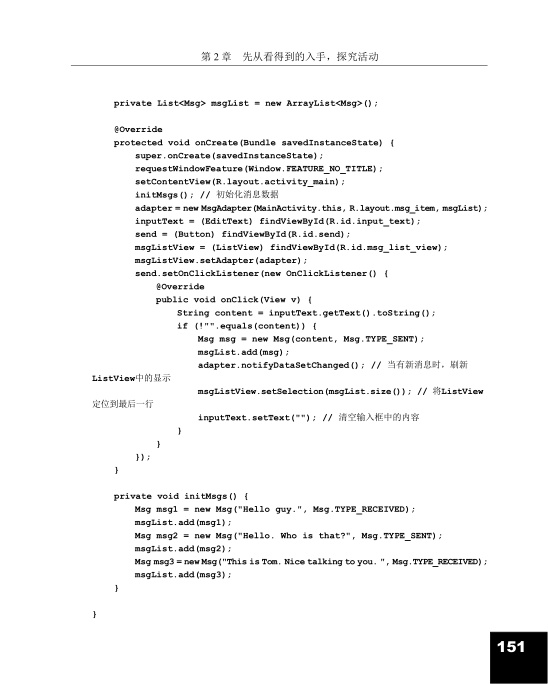 第 2 章 先从看得到的入手，探究活动
private List<Msg> msgList = new ArrayList<Msg>();
@Override
protected void onCreate(Bundle savedInstanceState) {
super.onCreate(savedInstanceState);
requestWindowFeature(Window.FEATURE_NO_TITLE);
setContentView(R.layout.activity_main);
initMsgs(); // 初始化消息数据
adapter = new MsgAdapter(MainActivity.this, R.layout.msg_item, msgList);
inputText = (EditText) findViewById(R.id.input_text);
send = (Button) findViewById(R.id.send);
msgListView = (ListView) findViewById(R.id.msg_list_view);
msgListView.setAdapter(adapter);
send.setOnClickListener(new OnClickListener() {
@Override
public void onClick(View v) {
String content = inputText.getText().toString();
if (!"".equals(content)) {
Msg msg = new Msg(content, Msg.TYPE_SENT);
msgList.add(msg);
adapter.notifyDataSetChanged(); // 当有新消息时，刷新
ListView中的显示
msgListView.setSelection(msgList.size()); // 将ListView
定位到最后一行
inputText.setText(""); // 清空输入框中的内容
}
}
});
}
private void initMsgs() {
Msg msg1 = new Msg("Hello guy.", Msg.TYPE_RECEIVED);
msgList.add(msg1);
Msg msg2 = new Msg("Hello. Who is that?", Msg.TYPE_SENT);
msgList.add(msg2);
Msg msg3 = new Msg("This is Tom. Nice talking to you. ", Msg.TYPE_RECEIVED);
msgList.add(msg3);
}
}
151